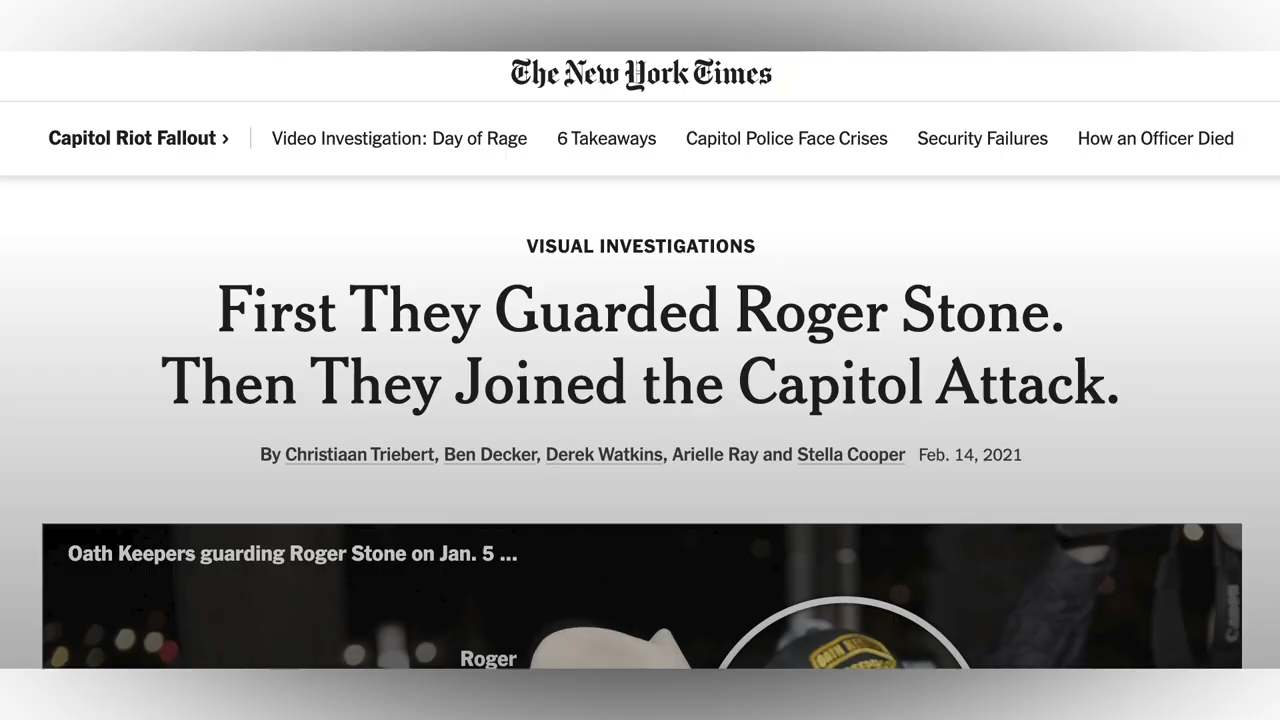 The New York Times
Capitol Riot Fallout › Video Investigation: Day of Rage 6 Takeaways Capitol Police Face Crises Security Failures How an Officer Died
VISUAL INVESTIGATIONS
First They Guarded Roger Stone.
Then They Joined the Capitol Attack.
By Christiaan Triebert, Ben Decker, Derek Watkins, Arielle Ray and Stella Cooper Feb. 14, 2021
Oath Keepers guarding Roger Stone on Jan. 5 ...
Canon
Roger